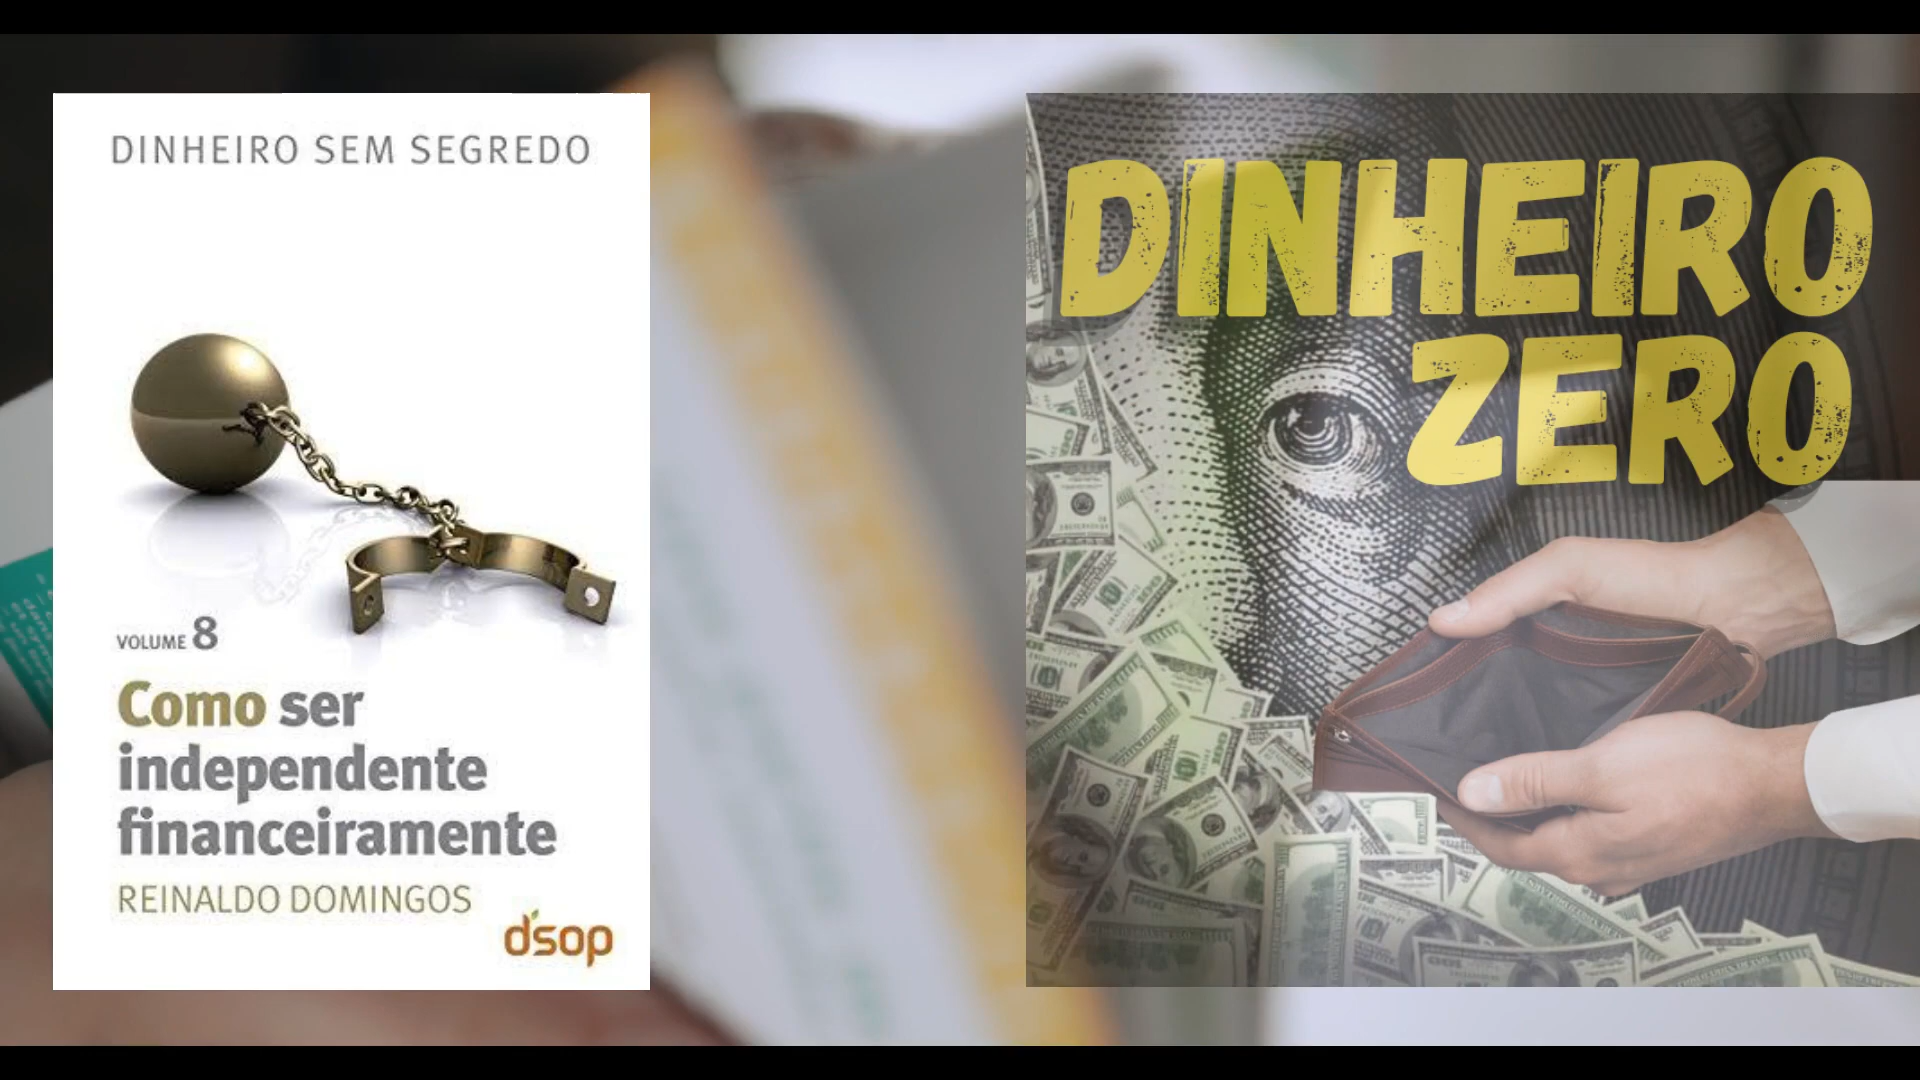 DINHEIRO SEM SEGREDO
VOLUME 8
Como ser
independente
financeiramente
REINALDO DOMINGOS
dsop
DINHEIRO
ZERO